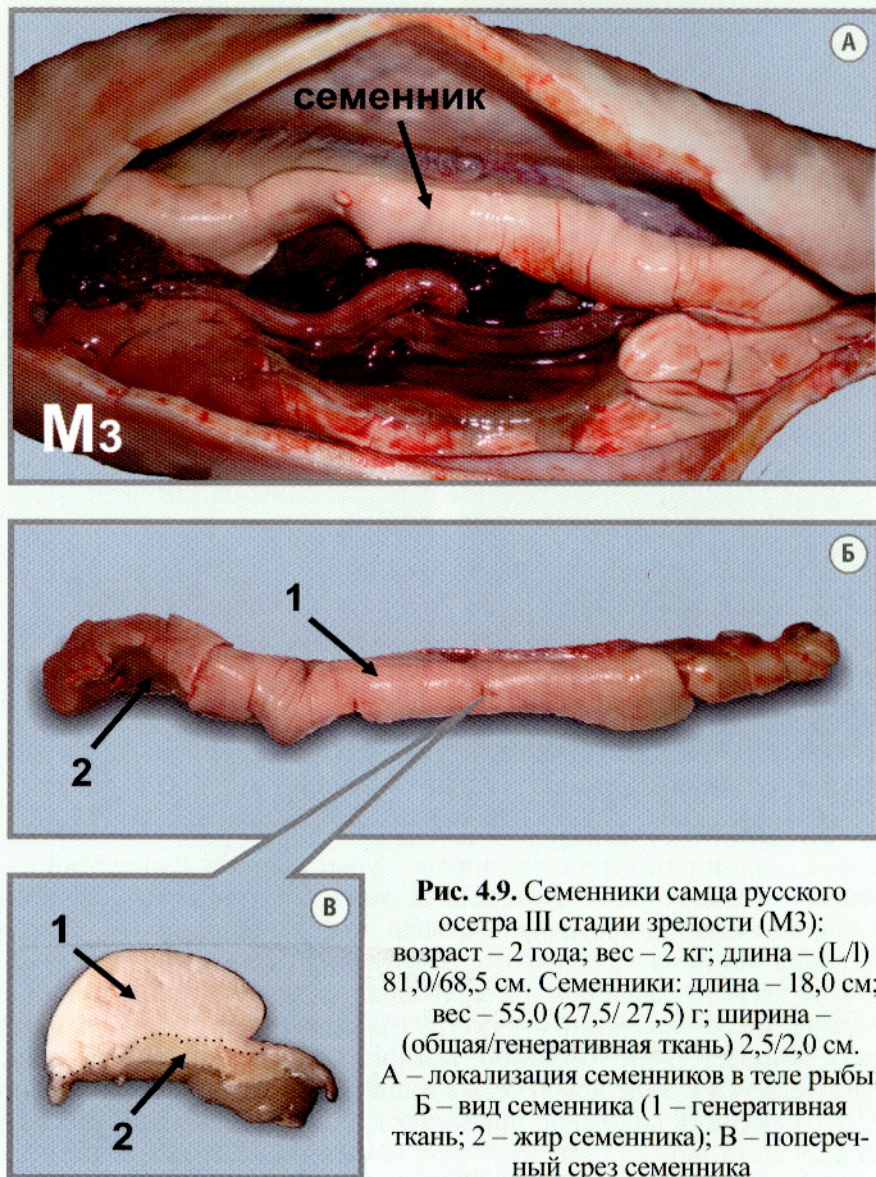 А
семенник
М3
Б
1
2
В
1
2
Рис. 4.9. Семенники самца русского
осетра III стадии зрелости (М3):
возраст – 2 года; вес – 2 кг; длина – (L/l)
81,0/68,5 см. Семенники: длина – 18,0 см;
вес – 55,0 (27,5/ 27,5) г; ширина –
(общая/генеративная ткань) 2,5/2,0 см.
А – локализация семенников в теле рыбы
Б – вид семенника (1 – генеративная
ткань; 2 – жир семенника); В – попереч-
ный срез семенника